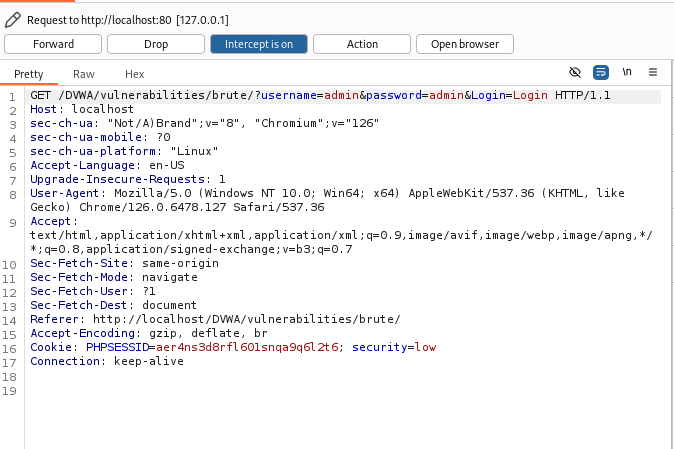 Request to http://localhost:80 [127.0.0.1]
Forward Drop Intercept is on Action Open browser
Pretty Raw Hex \n
1 GET /DVWA/vulnerabilities/brute/?username=admin&password=admin&Login=Login HTTP/1.1
2 Host: localhost
3 sec-ch-ua: "Not/A)Brand";v="8", "Chromium";v="126"
4 sec-ch-ua-mobile: ?0
5 sec-ch-ua-platform: "Linux"
6 Accept-Language: en-US
7 Upgrade-Insecure-Requests: 1
8 User-Agent: Mozilla/5.0 (Windows NT 10.0; Win64; x64) AppleWebKit/537.36 (KHTML, like
Gecko) Chrome/126.0.6478.127 Safari/537.36
9 Accept:
text/html,application/xhtml+xml,application/xml;q=0.9,image/avif,image/webp,image/apng,*/
*;q=0.8,application/signed-exchange;v=b3;q=0.7
10 Sec-Fetch-Site: same-origin
11 Sec-Fetch-Mode: navigate
12 Sec-Fetch-User: ?1
13 Sec-Fetch-Dest: document
14 Referer: http://localhost/DVWA/vulnerabilities/brute/
15 Accept-Encoding: gzip, deflate, br
16 Cookie: PHPSESSID=aer4ns3d8rfl601snqa9q6l2t6; security=low
17 Connection: keep-alive
18
19